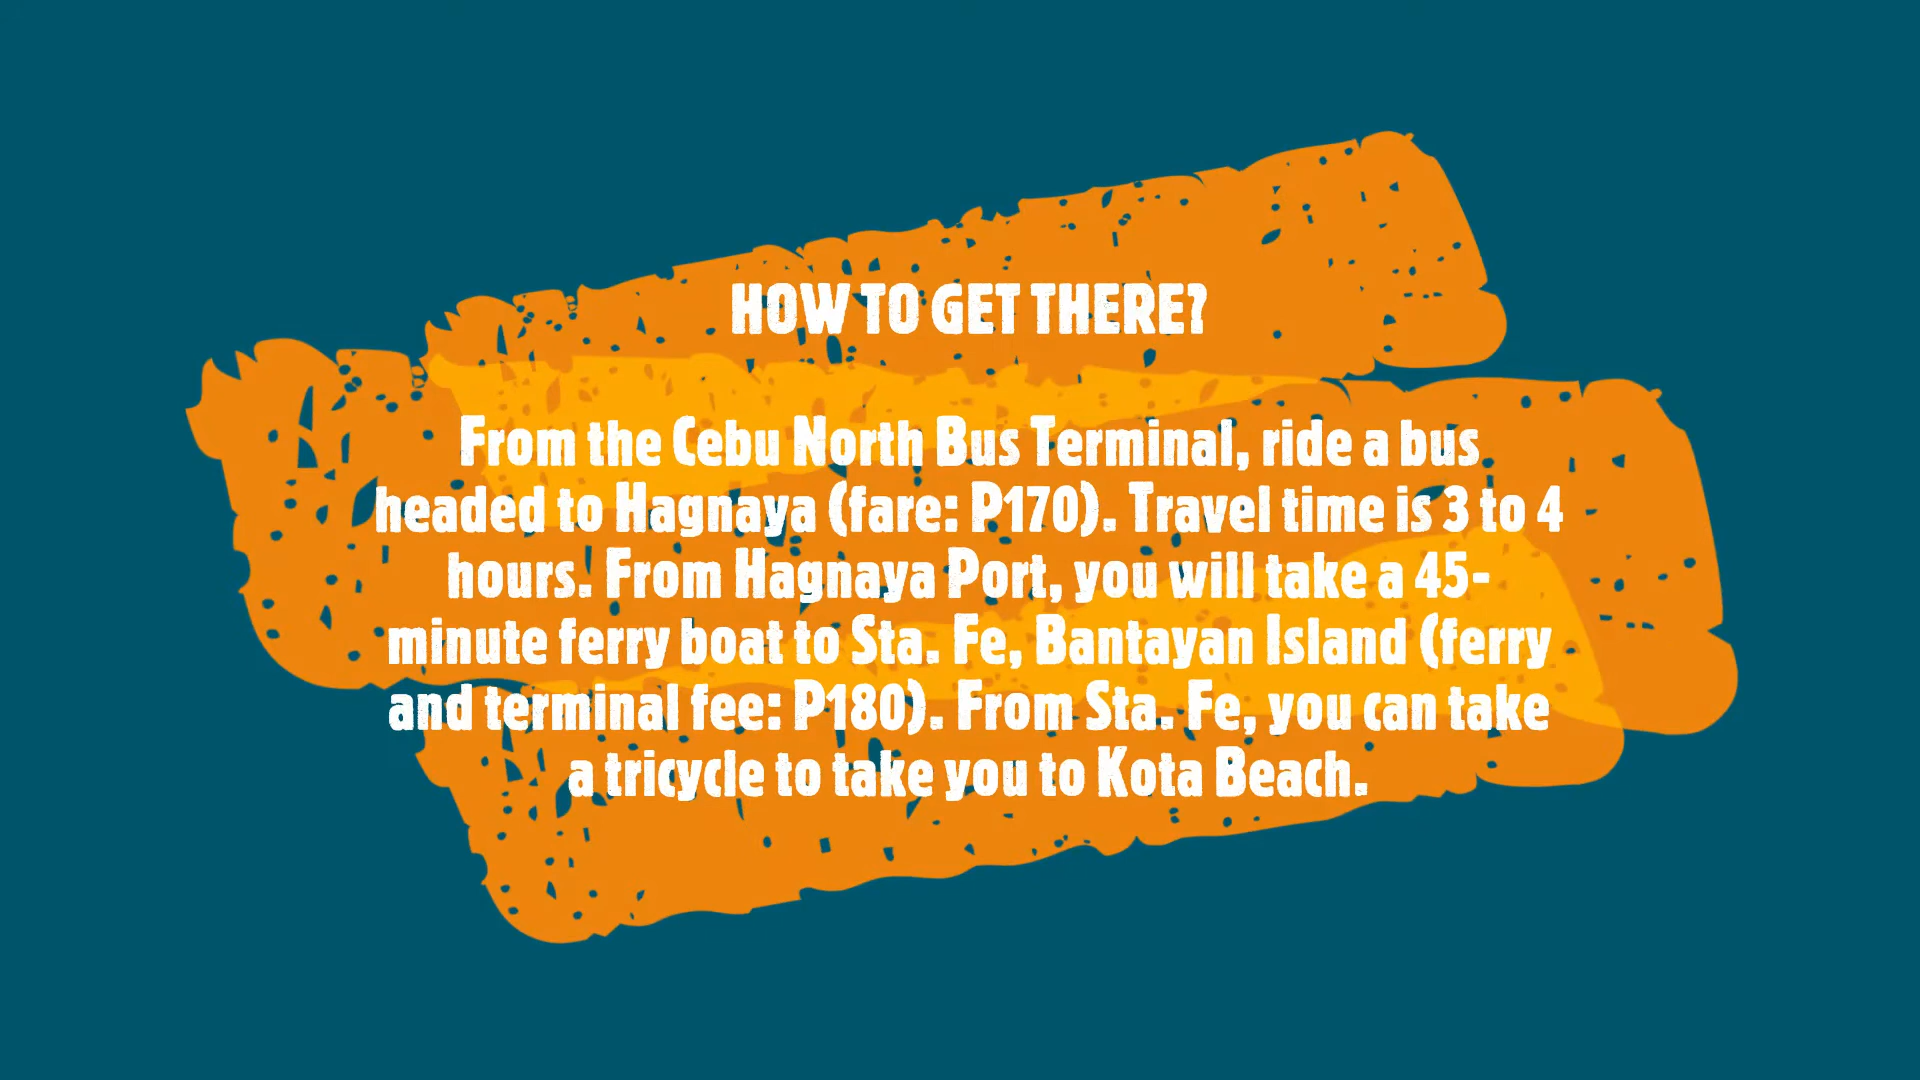 HOW TO GET THERE?
From the Cebu North Bus Terminal, ride a bus
headed to Hagnaya (fare: P170). Travel time is 3 to 4
hours. From Hagnaya Port, you will take a 45-
minute ferry boat to Sta. Fe, Bantayan Island (ferry
and terminal fee: P180). From Sta. Fe, you can take
a tricycle to take you to Kota Beach.